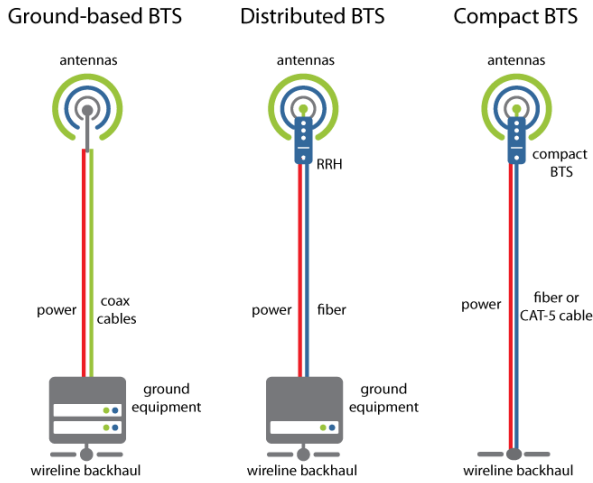 Ground-based BTS
antennas
power
coax
cables
ground
equipment
wireline backhaul
Distributed BTS
antennas
RRH
power
fiber
ground
equipment
wireline backhaul
Compact BTS
antennas
compact
BTS
power
fiber or
CAT-5 cable
wireline backhaul